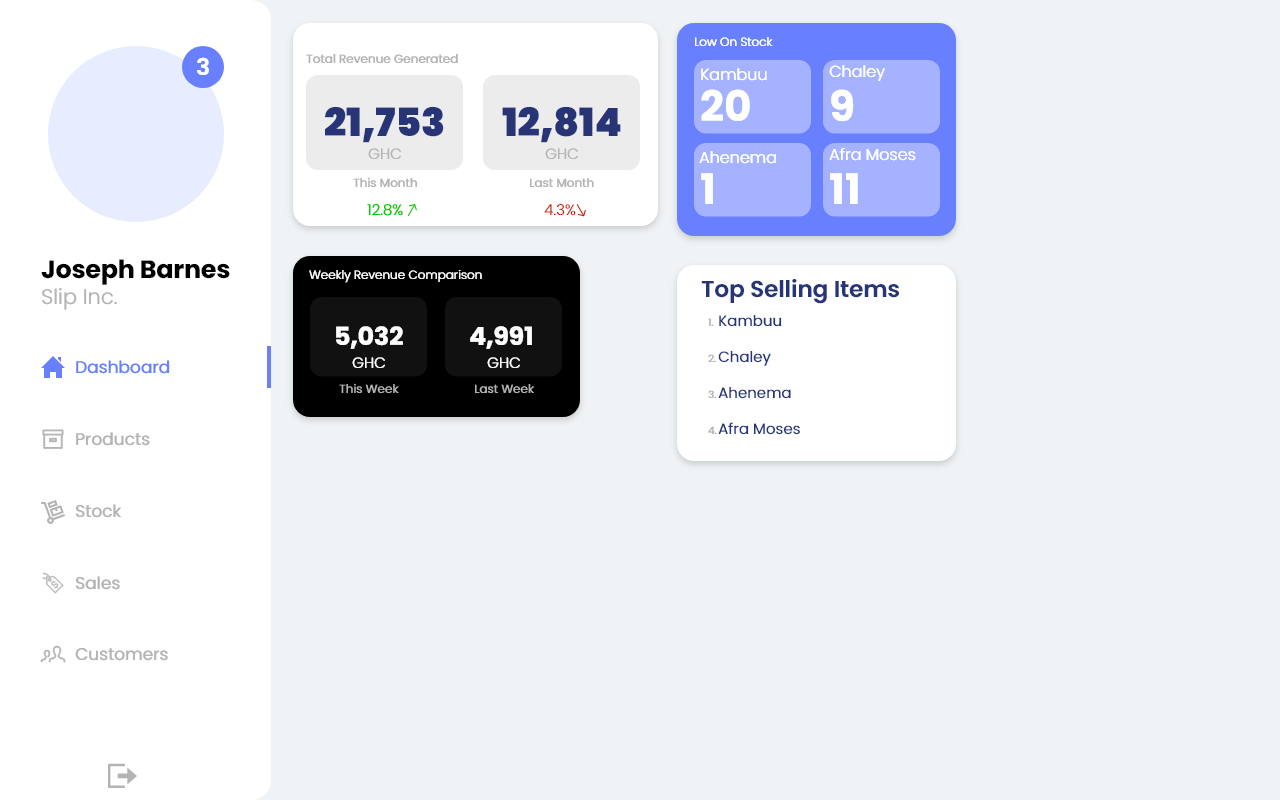 3
Joseph Barnes
Slip Inc.
Dashboard
Products
Stock
Sales
Customers
Total Revenue Generated
21,753
GHC
This Month
12.8%
12,814
GHC
Last Month
4.3%
Low On Stock
Kambuu
20
Chaley
9
Ahenema
1
Afra Moses
11
Weekly Revenue Comparison
5,032
GHC
This Week
4,991
GHC
Last Week
Top Selling Items
1. Kambuu
2. Chaley
3. Ahenema
4. Afra Moses